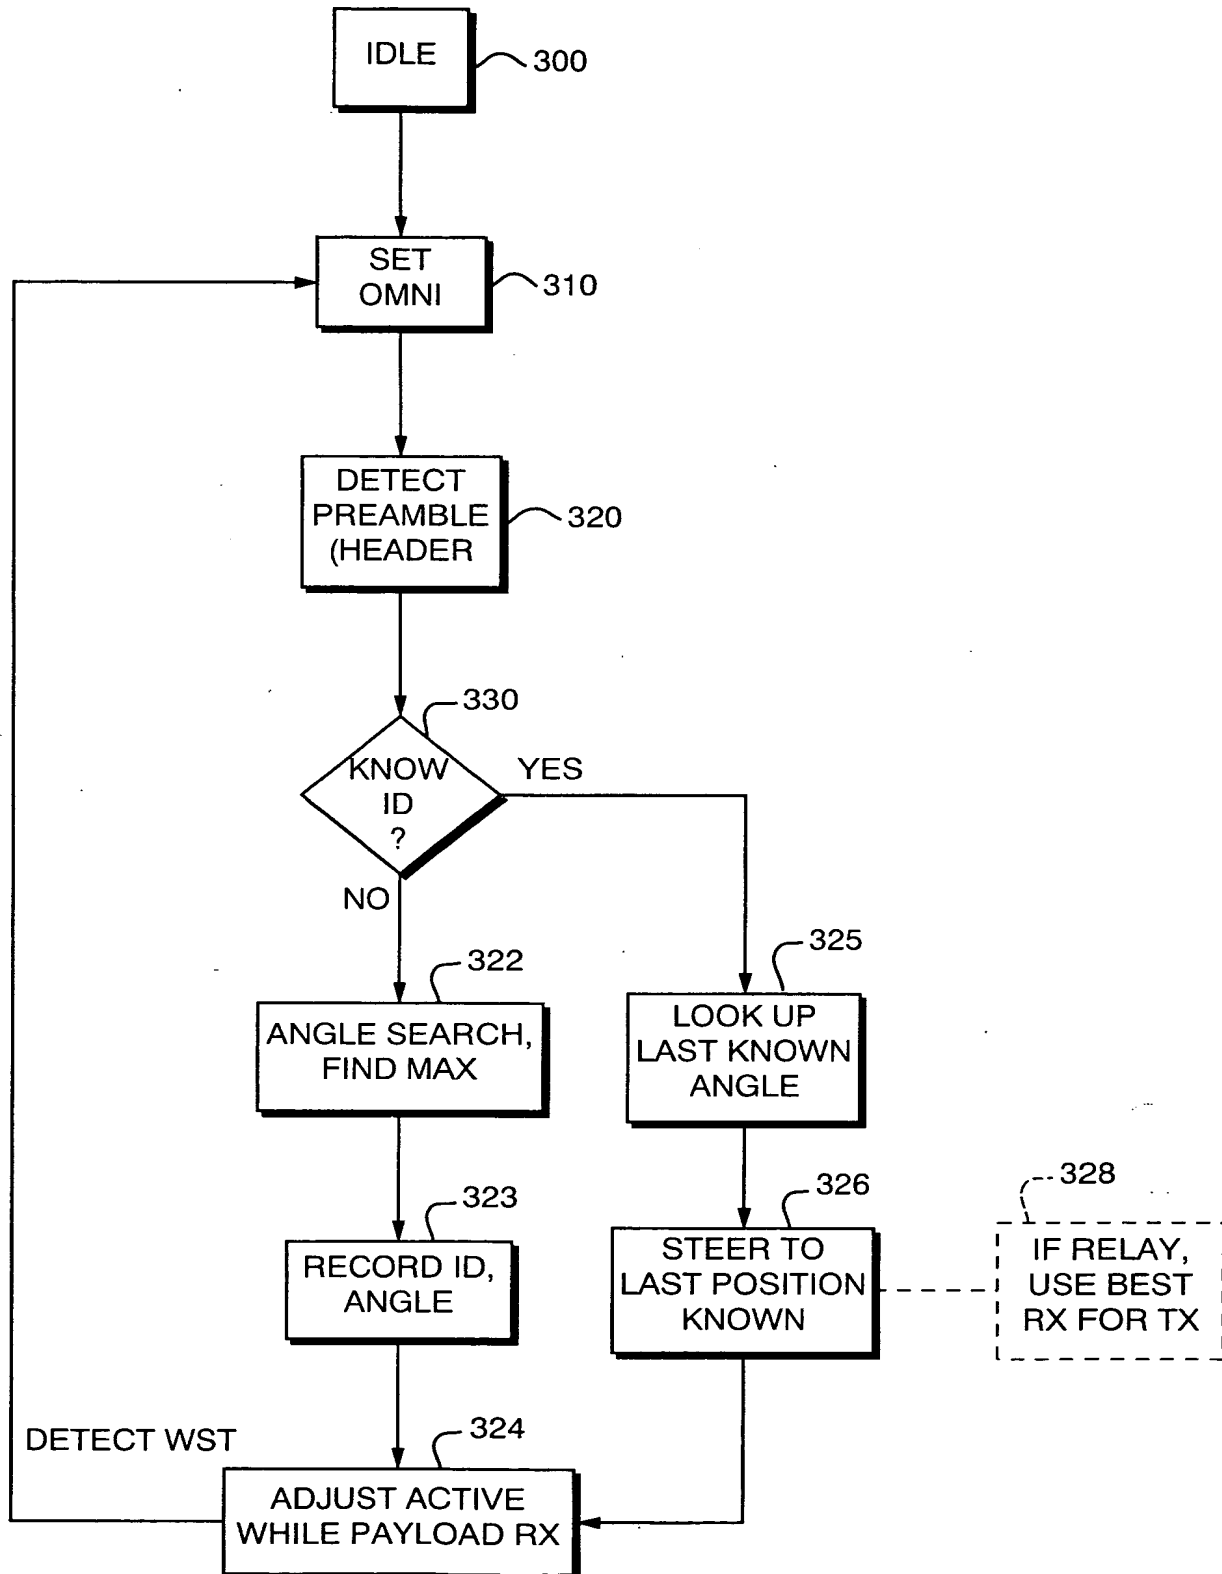 IDLE
300
SET
OMNI
310
DETECT
PREAMBLE
(HEADER
320
330
KNOW
ID
?
YES
NO
322
ANGLE SEARCH,
FIND MAX
325
LOOK UP
LAST KNOWN
ANGLE
323
RECORD ID,
ANGLE
326
STEER TO
LAST POSITION
KNOWN
328
IF RELAY,
USE BEST
RX FOR TX
DETECT WST
324
ADJUST ACTIVE
WHILE PAYLOAD RX